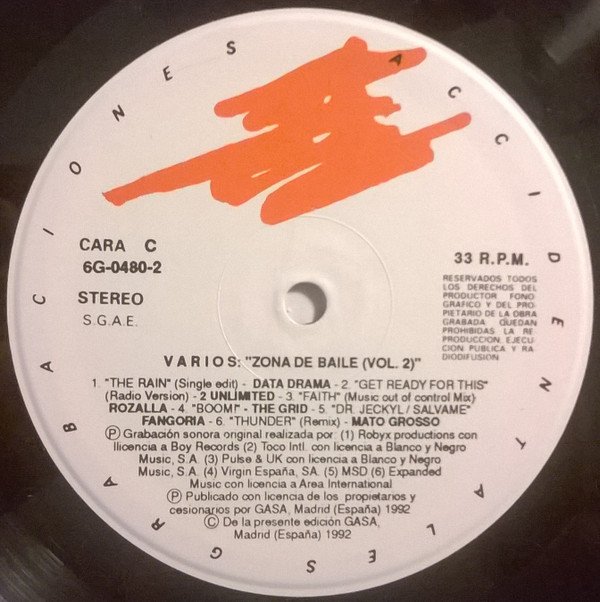 GRABACIONES ACCIDENTALES
CARA C
6G-0480-2
STEREO
S.G.A.E.
33 R.P.M.
RESERVADOS TODOS
LOS DERECHOS DEL
PRODUCTOR FONO
GRAFICO Y DEL PRO-
PIETARIO DE LA OBRA
GRABADA QUEDAN
PROHIBIDAS LA RE-
PRODUCCION, EJECU-
CION PUBLICA Y RA
DIODIFUSION
VARIOS: "ZONA DE BAILE (VOL. 2)"
1. "THE RAIN" (Single edit) - DATA DRAMA - 2. "GET READY FOR THIS"
(Radio Version) - 2 UNLIMITED - 3. "FAITH" (Music out of control Mix)
ROZALLA - 4. "BOOM!" - THE GRID - 5. "DR. JECKYL / SALVAME"
FANGORIA - 6. "THUNDER" (Remix) - MATO GROSSO
Ⓟ Grabación sonora original realizada por: (1) Robyx productions con
llicencia a Boy Records (2) Toco Intl. con licencia a Blanco y Negro
Music, S.A. (3) Pulse & UK con licencia a Blanco y Negro
Music, S.A. (4) Virgin España, SA. (5) MSD (6) Expanded
Music con licencia a Area International
Ⓟ Publicado con licencia de los propietarios y
cesionarios por GASA, Madrid (España) 1992
© De la presente edición GASA,
Madrid (España) 1992